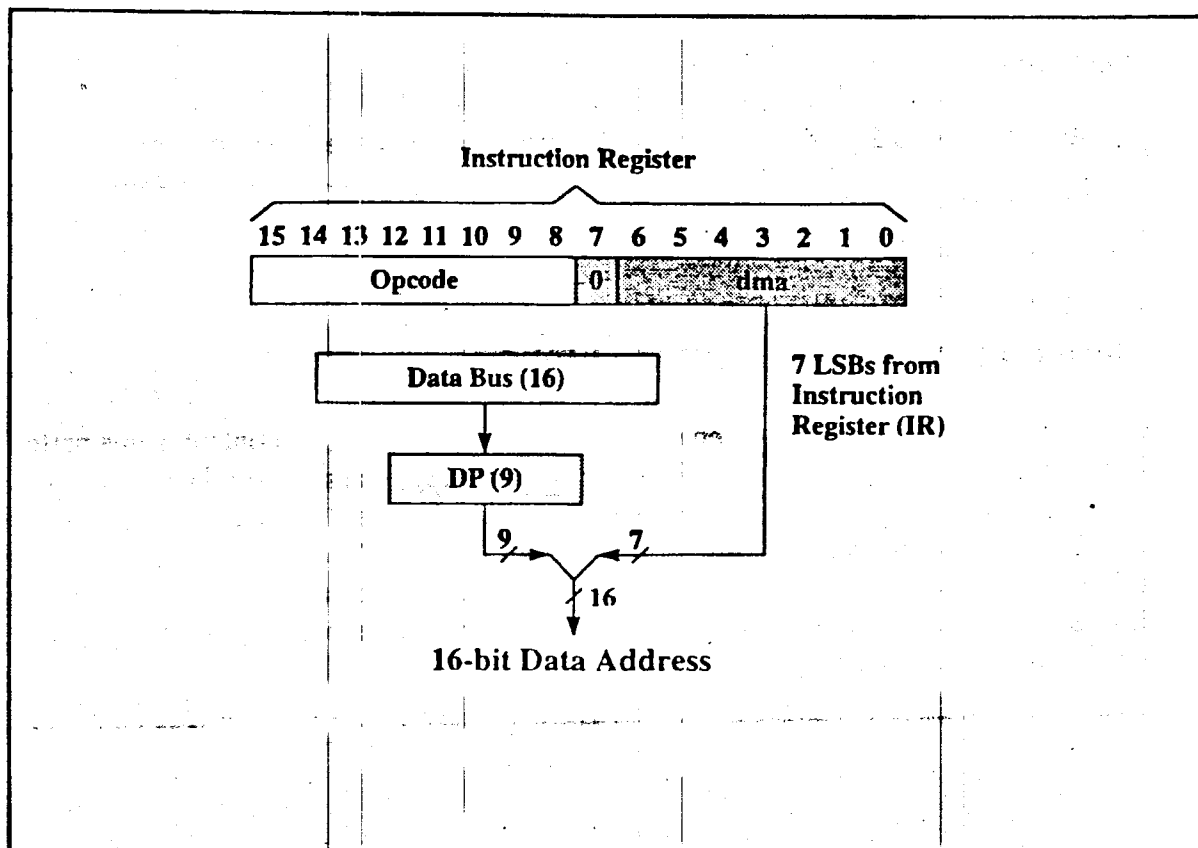 Instruction Register
15 14 13 12 11 10 9 8 7 6 5 4 3 2 1 0
Opcode 0 dma
Data Bus (16)
7 LSBs from
Instruction
Register (IR)
DP (9)
9 7
16
16-bit Data Address